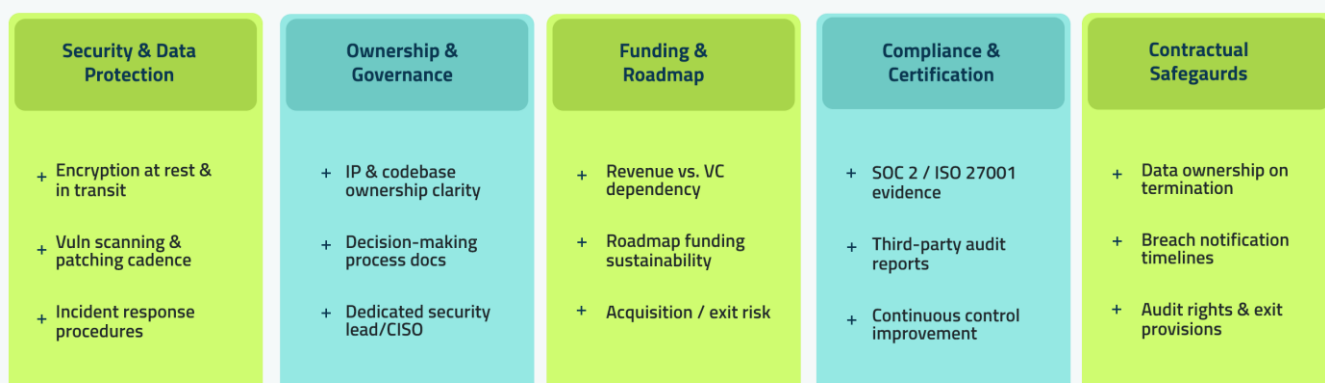 Security & Data
Protection
+ Encryption at rest &
in transit
+ Vuln scanning &
patching cadence
+ Incident response
procedures
Ownership &
Governance
+ IP & codebase
ownership clarity
+ Decision-making
process docs
+ Dedicated security
lead/CISO
Funding &
Roadmap
+ Revenue vs. VC
dependency
+ Roadmap funding
sustainability
+ Acquisition / exit risk
Compliance &
Certification
+ SOC 2 / ISO 27001
evidence
+ Third-party audit
reports
+ Continuous control
improvement
Contractual
Safegaurds
+ Data ownership on
termination
+ Breach notification
timelines
+ Audit rights & exit
provisions